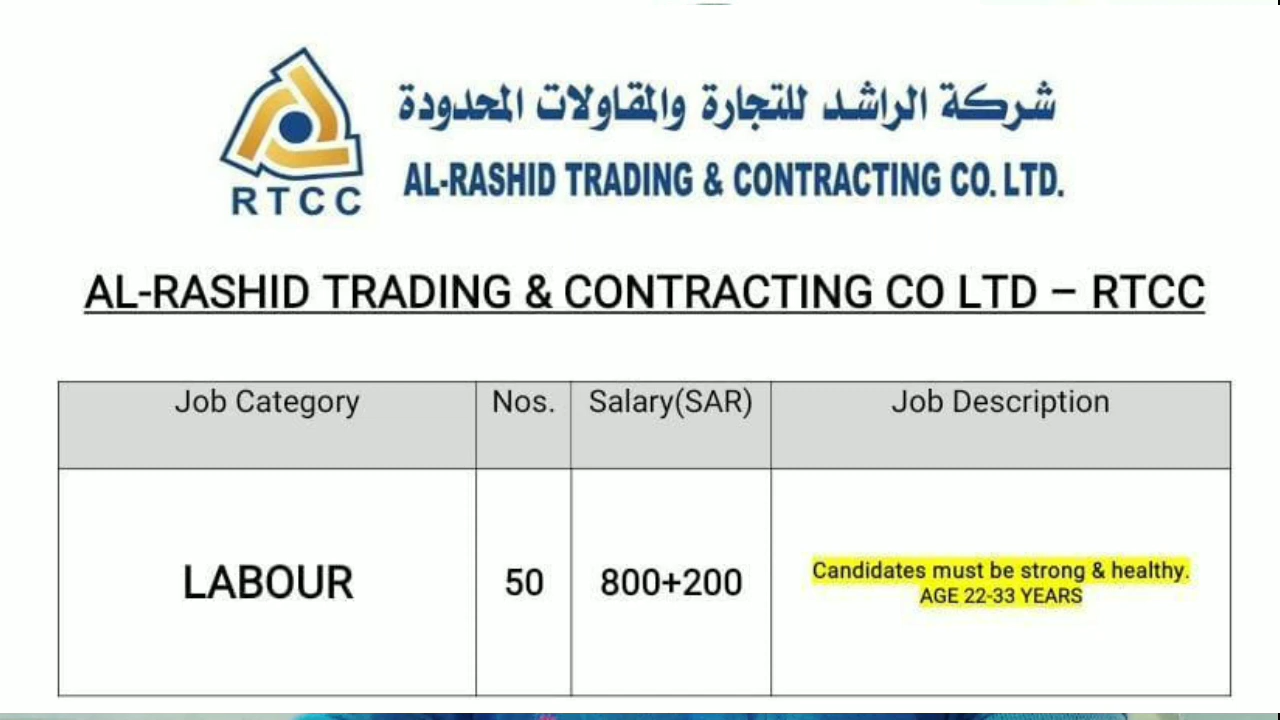 شركة الراشد للتجارة والمقاولات المحدودة
RTCC
AL-RASHID TRADING & CONTRACTING CO. LTD.
AL-RASHID TRADING & CONTRACTING CO LTD – RTCC
Job Category Nos. Salary(SAR) Job Description
LABOUR 50 800+200 Candidates must be strong & healthy.
AGE 22-33 YEARS